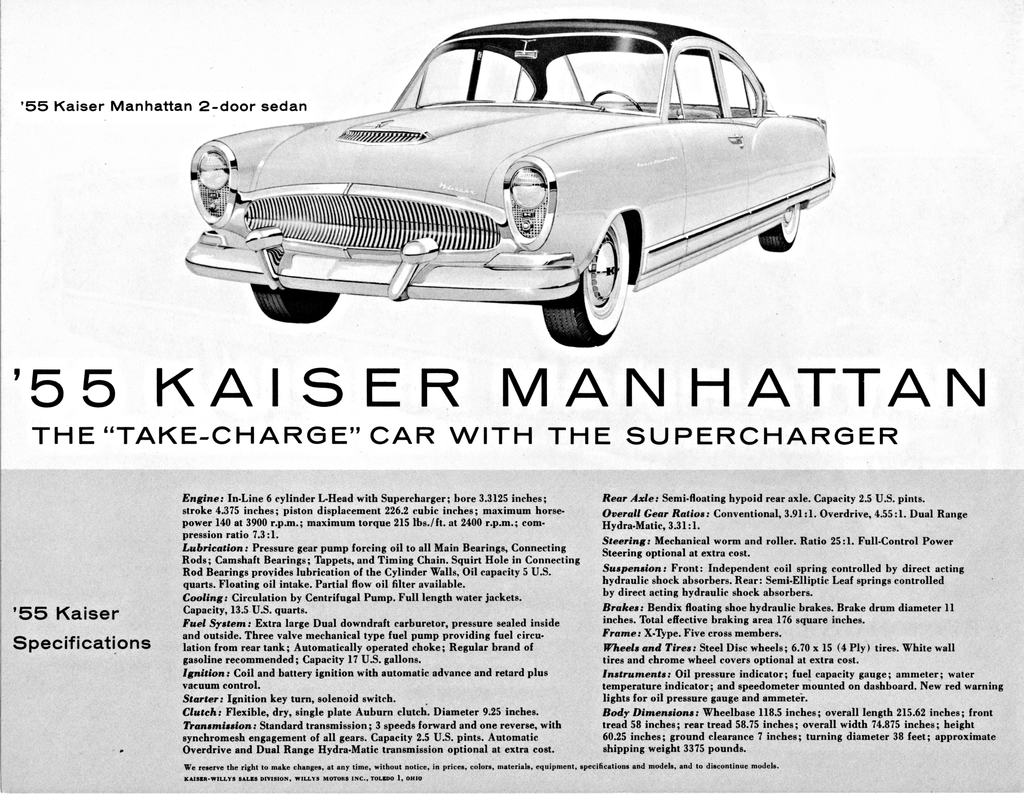 '55 Kaiser Manhattan 2-door sedan
'55 KAISER MANHATTAN
THE "TAKE-CHARGE" CAR WITH THE SUPERCHARGER
'55 Kaiser
Specifications
Engine: In-Line 6 cylinder L-Head with Supercharger; bore 3.3125 inches;
stroke 4.375 inches; piston displacement 226.2 cubic inches; maximum horse-
power 140 at 3900 r.p.m.; maximum torque 215 lbs./ft. at 2400 r.p.m.; com-
pression ratio 7.3:1.
Lubrication: Pressure gear pump forcing oil to all Main Bearings, Connecting
Rods; Camshaft Bearings; Tappets, and Timing Chain. Squirt Hole in Connecting
Rod Bearings provides lubrication of the Cylinder Walls, Oil capacity 5 U.S.
quarts. Floating oil intake. Partial flow oil filter available.
Cooling: Circulation by Centrifugal Pump. Full length water jackets.
Capacity, 13.5 U.S. quarts.
Fuel System: Extra large Dual downdraft carburetor, pressure sealed inside
and outside. Three valve mechanical type fuel pump providing fuel circu-
lation from rear tank; Automatically operated choke; Regular brand of
gasoline recommended; Capacity 17 U.S. gallons.
Ignition: Coil and battery ignition with automatic advance and retard plus
vacuum control.
Starter: Ignition key turn, solenoid switch.
Clutch: Flexible, dry, single plate Auburn clutch. Diameter 9.25 inches.
Transmission: Standard transmission; 3 speeds forward and one reverse, with
synchromesh engagement of all gears. Capacity 2.5 U.S. pints. Automatic
Overdrive and Dual Range Hydra-Matic transmission optional at extra cost.
Rear Axle: Semi-floating hypoid rear axle. Capacity 2.5 U.S. pints.
Overall Gear Ratios: Conventional, 3.91:1. Overdrive, 4.55:1. Dual Range
Hydra-Matic, 3.31:1.
Steering: Mechanical worm and roller. Ratio 25:1. Full-Control Power
Steering optional at extra cost.
Suspension: Front: Independent coil spring controlled by direct acting
hydraulic shock absorbers. Rear: Semi-Elliptic Leaf springs controlled
by direct acting hydraulic shock absorbers.
Brakes: Bendix floating shoe hydraulic brakes. Brake drum diameter 11
inches. Total effective braking area 176 square inches.
Frame: X-Type. Five cross members.
Wheels and Tires: Steel Disc wheels; 6.70 x 15 (4 Ply) tires. White wall
tires and chrome wheel covers optional at extra cost.
Instruments: Oil pressure indicator; fuel capacity gauge; ammeter; water
temperature indicator; and speedometer mounted on dashboard. New red warning
lights for oil pressure gauge and ammeter.
Body Dimensions: Wheelbase 118.5 inches; overall length 215.62 inches; front
tread 58 inches; rear tread 58.75 inches; overall width 74.875 inches; height
60.25 inches; ground clearance 7 inches; turning diameter 38 feet; approximate
shipping weight 3375 pounds.
We reserve the right to make changes, at any time, without notice, in prices, colors, materials, equipment, specifications and models, and to discontinue models.
KAISER-WILLYS SALES DIVISION, WILLYS MOTORS INC., TOLEDO 1, OHIO